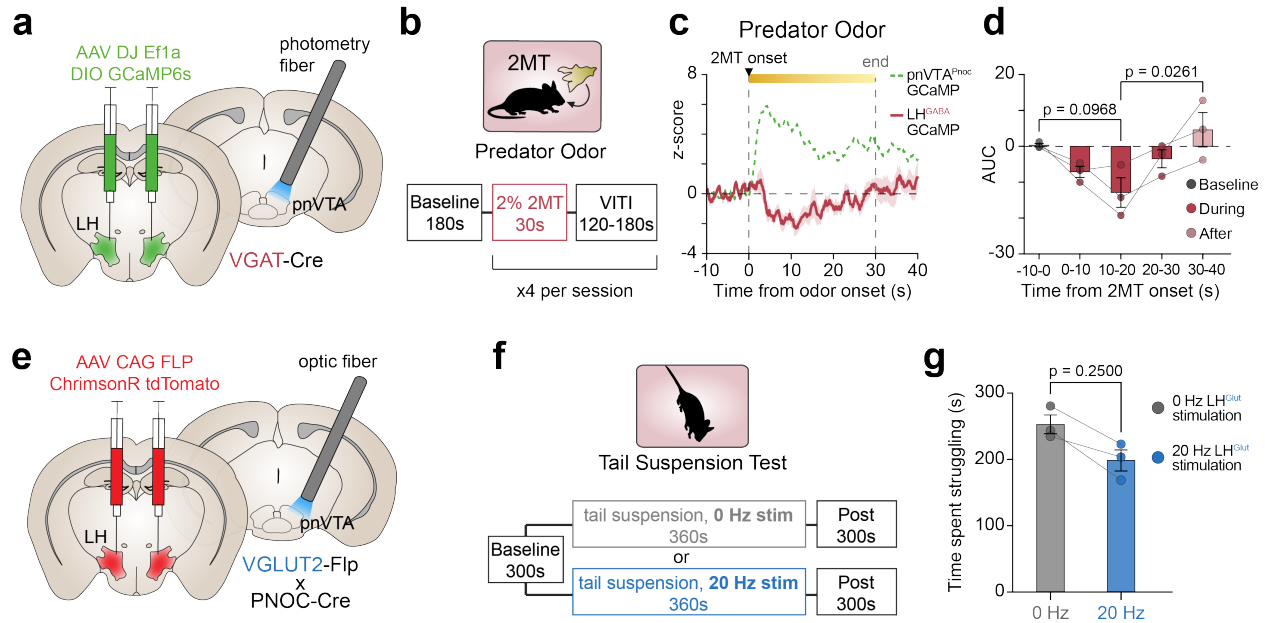 a
AAV DJ Ef1a
DIO GCaMP6s
photometry
fiber
LH
pnVTA
VGAT-Cre
b
2MT
Predator Odor
Baseline
180s
2% 2MT
30s
VITI
120-180s
x4 per session
c
Predator Odor
2MT onset
end
pnVTAPnoc
GCaMP
LHGABA
GCaMP
z-score
8
4
0
-4
-10
0
10
20
30
40
Time from odor onset (s)
d
p = 0.0261
p = 0.0968
AUC
20
0
-30
Baseline
During
After
-10-0
0-10
10-20
20-30
30-40
Time from 2MT onset (s)
e
AAV CAG FLP
ChrimsonR tdTomato
optic fiber
LH
pnVTA
VGLUT2-Flp
x
PNOC-Cre
f
Tail Suspension Test
Baseline
300s
tail suspension, 0 Hz stim
360s
Post
300s
or
tail suspension, 20 Hz stim
360s
Post
300s
g
p = 0.2500
Time spent struggling (s)
300
200
100
0
0 Hz
20 Hz
0 Hz LHGlut
stimulation
20 Hz LHGlut
stimulation